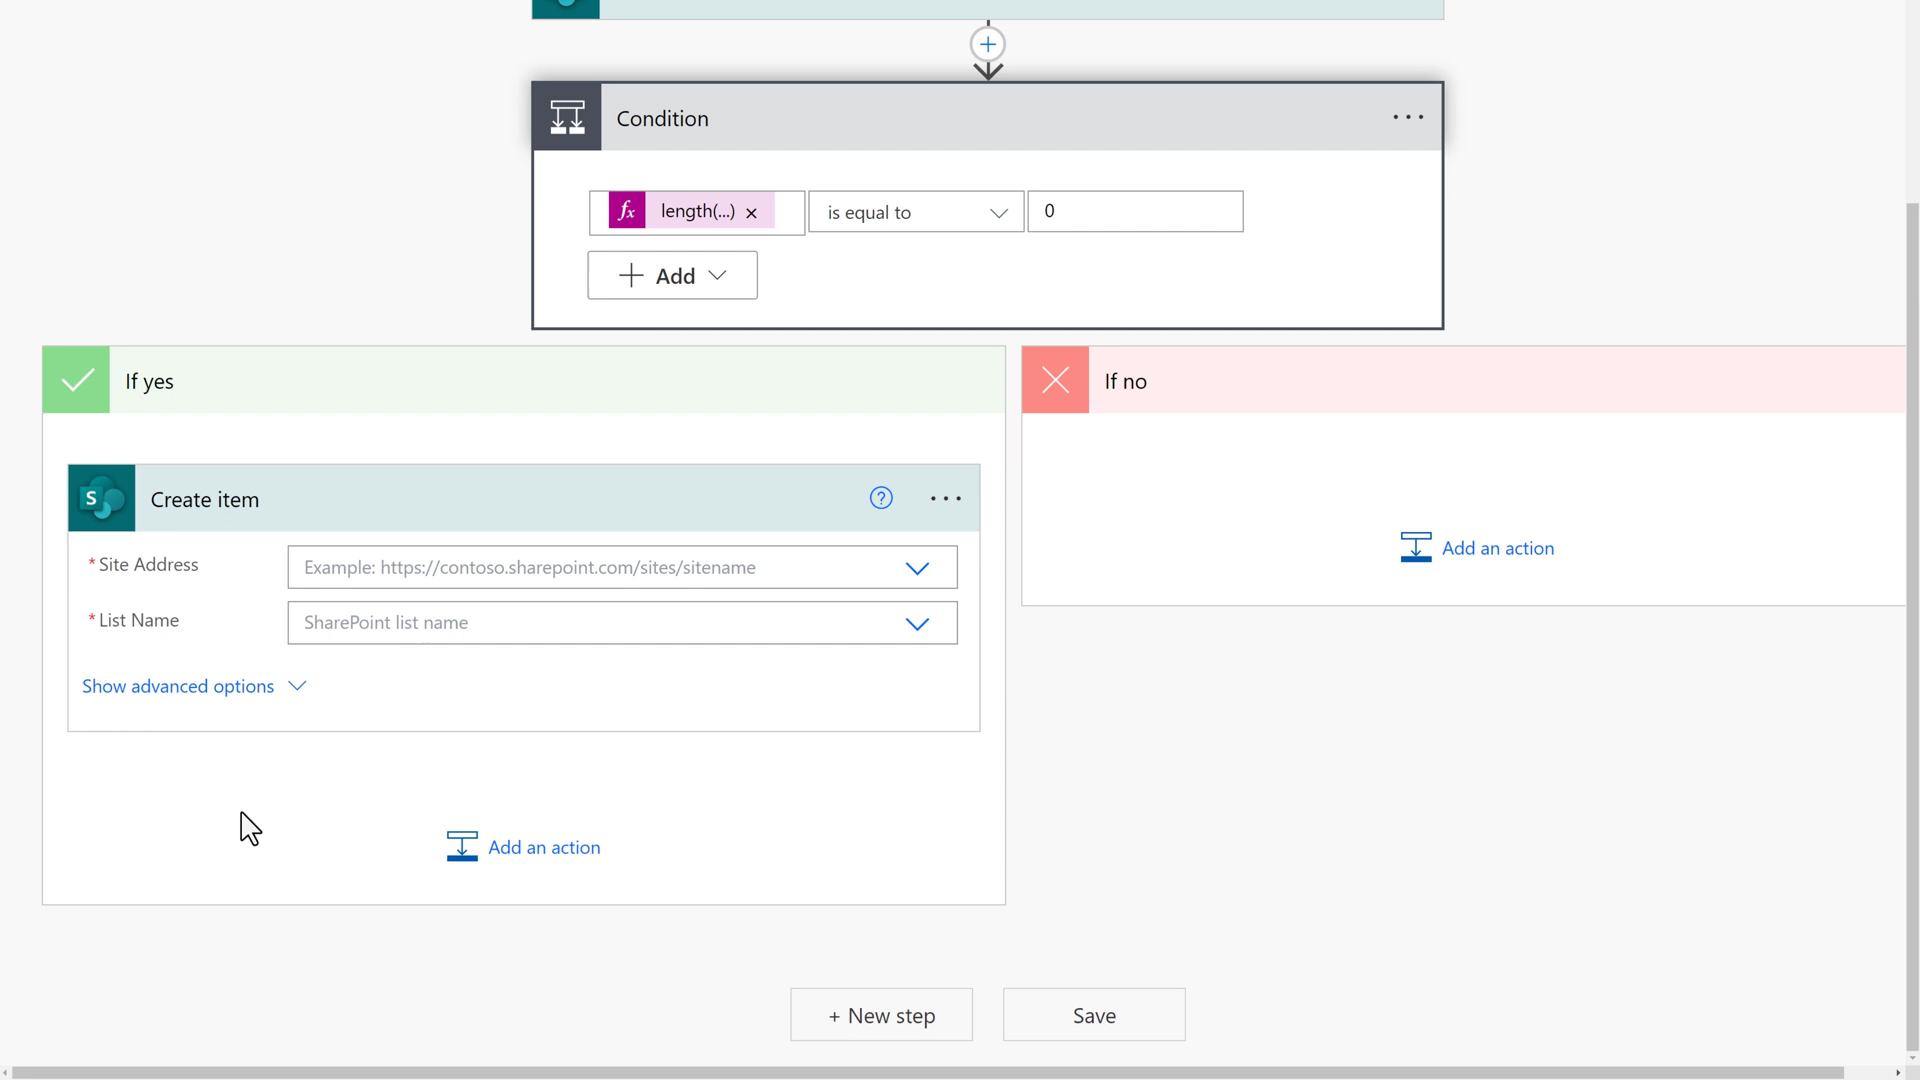 Condition
fx length(...) ×
is equal to
0
+ Add
If yes
If no
S Create item
?
* Site Address
Example: https://contoso.sharepoint.com/sites/sitename
* List Name
SharePoint list name
Show advanced options
Add an action
Add an action
+ New step
Save